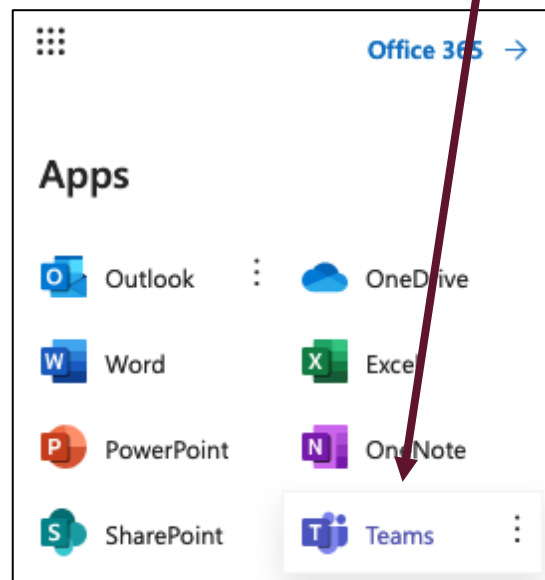 Office 365 →
Apps
Outlook OneDrive
Word Excel
PowerPoint OneNote
SharePoint Teams